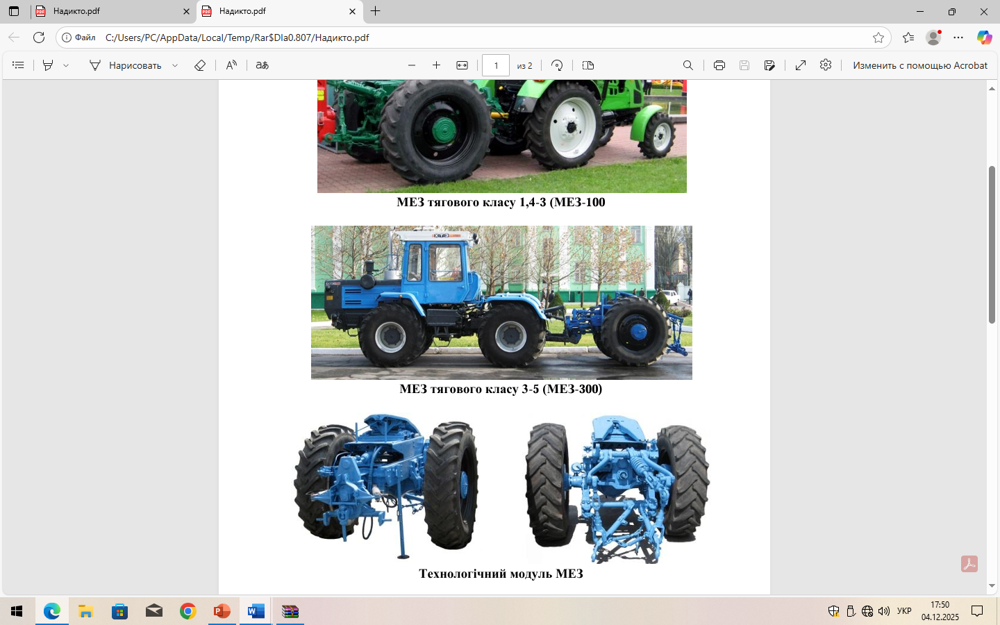 Надикто.pdf
Надикто.pdf
Файл
C:/Users/PC/AppData/Local/Temp/Rar$DIa0.807/Надикто.pdf
Нарисовать
1
из 2
Изменить с помощью Acrobat
МЕЗ тягового класу 1,4-3 (МЕЗ-100
МЕЗ тягового класу 3-5 (МЕЗ-300)
Технологічний модуль МЕЗ
УКР
17:50
04.12.2025